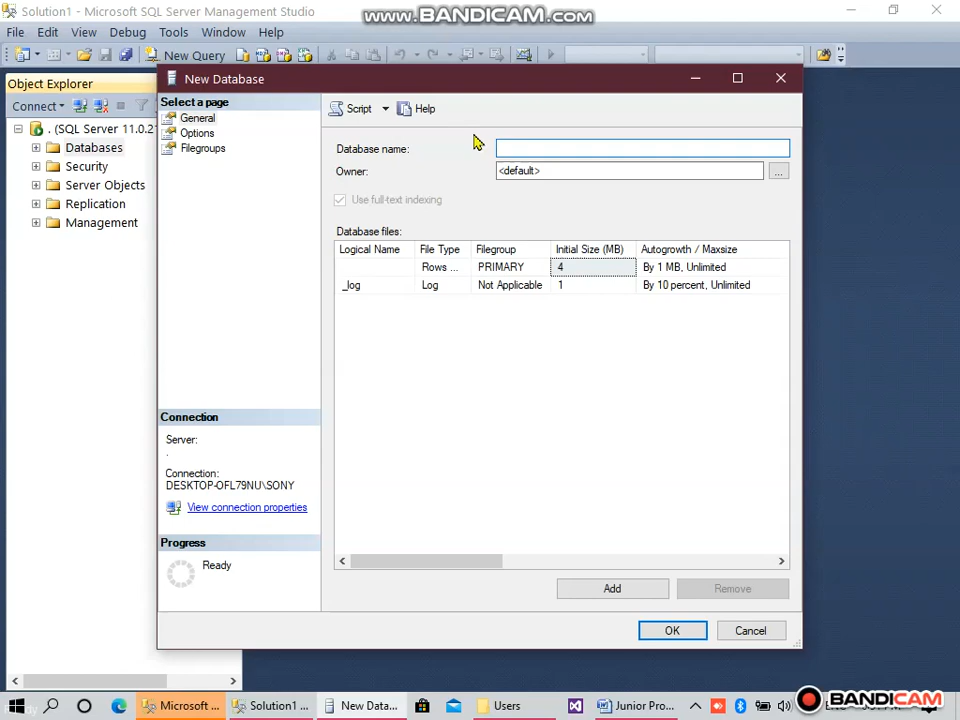 Solution1 - Microsoft SQL Server Management Studio
www.BANDICAM.com
File Edit View Debug Tools Window Help
New Query
Object Explorer
Connect
. (SQL Server 11.0.2
Databases
Security
Server Objects
Replication
Management
New Database
Select a page
General
Options
Filegroups
Script Help
Database name:
Owner: <default> ...
Use full-text indexing
Database files:
Logical Name File Type Filegroup Initial Size (MB) Autogrowth / Maxsize
Rows ... PRIMARY 4 By 1 MB, Unlimited
_log Log Not Applicable 1 By 10 percent, Unlimited
Connection
Server:
.
Connection:
DESKTOP-OFL79NU\SONY
View connection properties
Progress
Ready
Add Remove
OK Cancel
Microsoft ... Solution1 ... New Data... Users Junior Pro...
BANDICAM